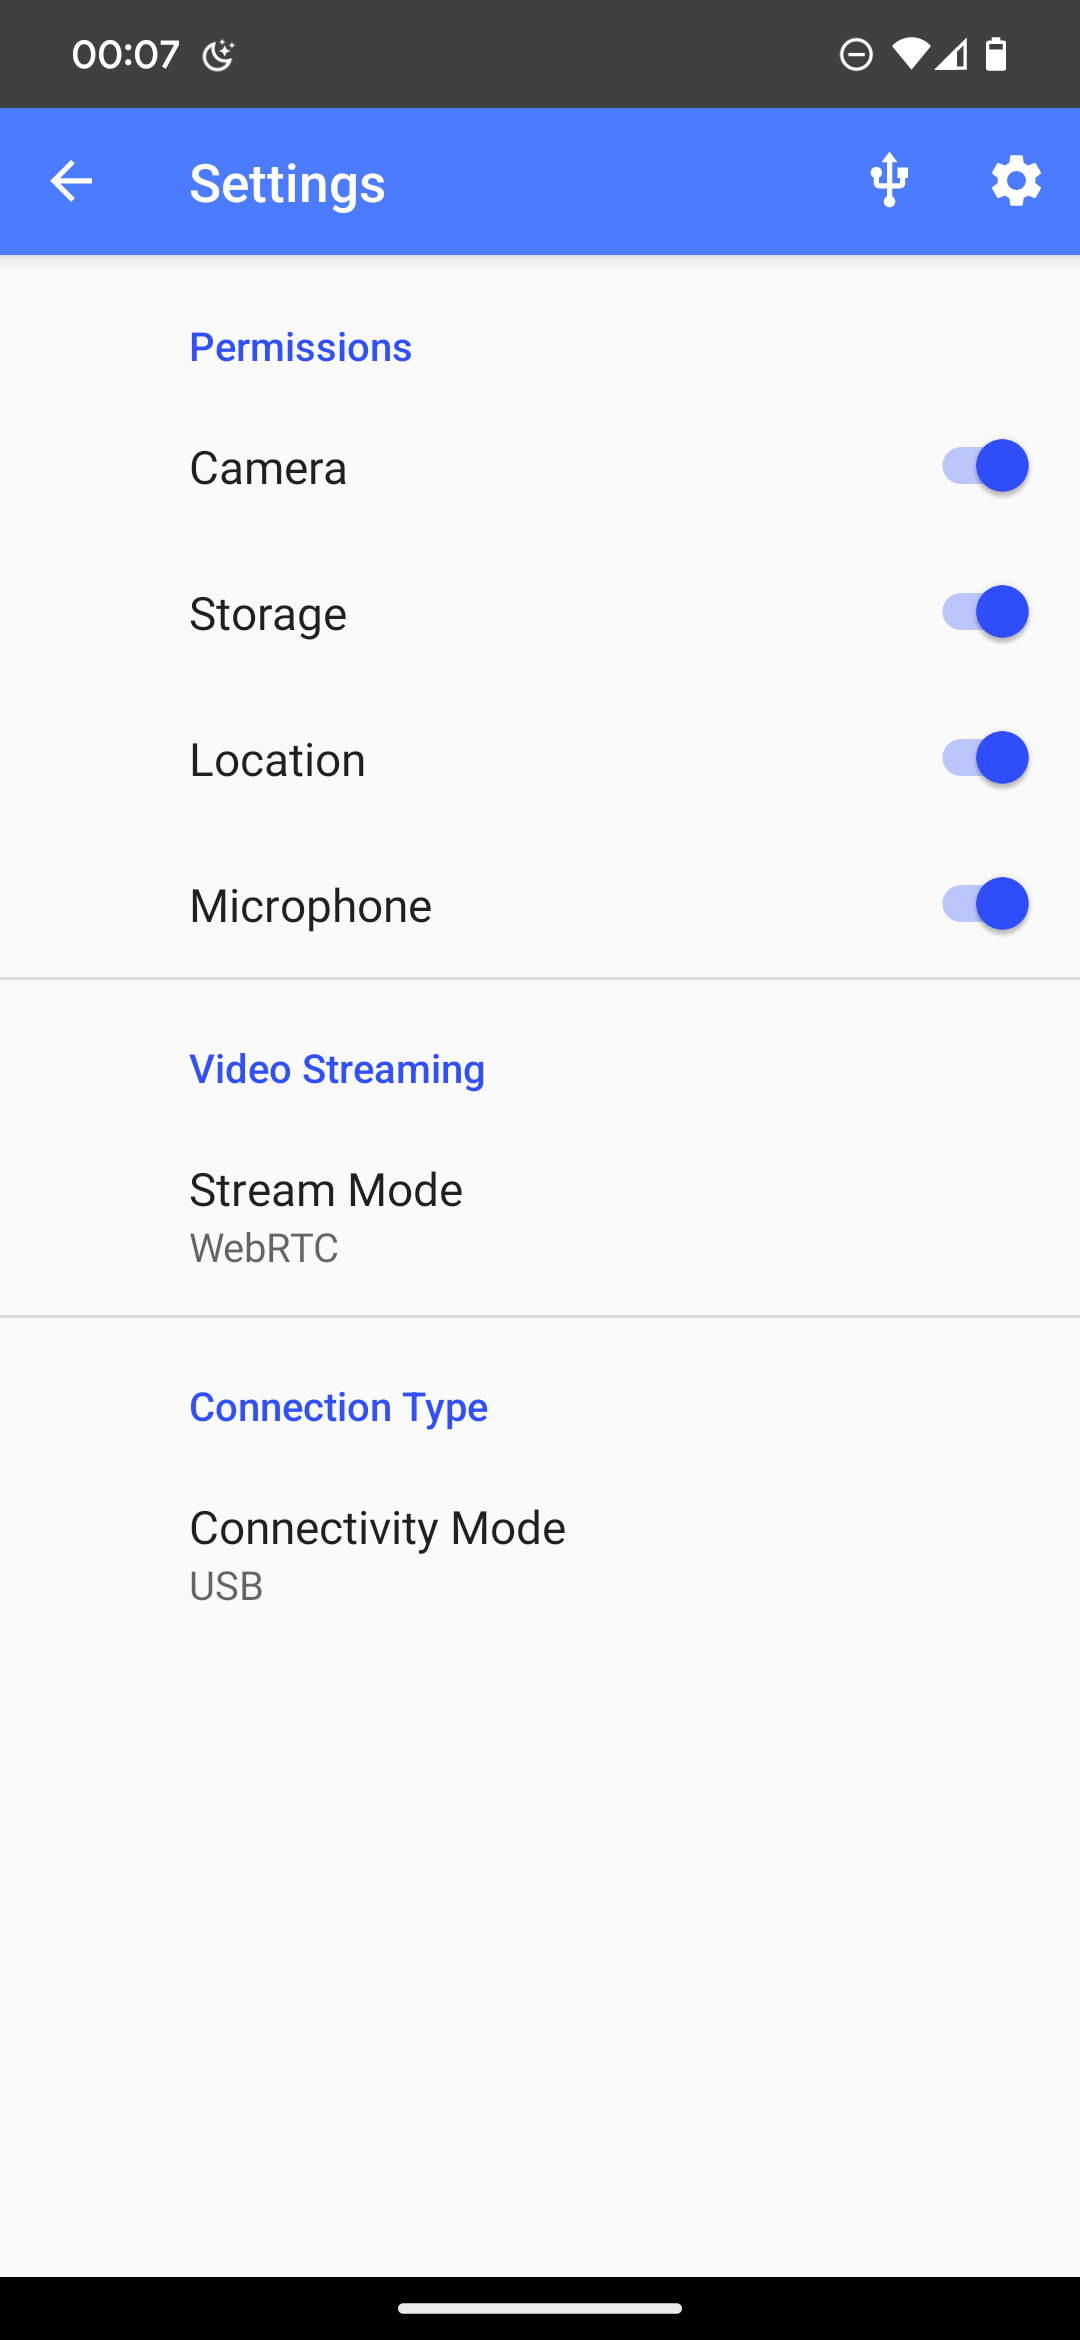 00:07
Settings
Permissions
Camera
Storage
Location
Microphone
Video Streaming
Stream Mode
WebRTC
Connection Type
Connectivity Mode
USB